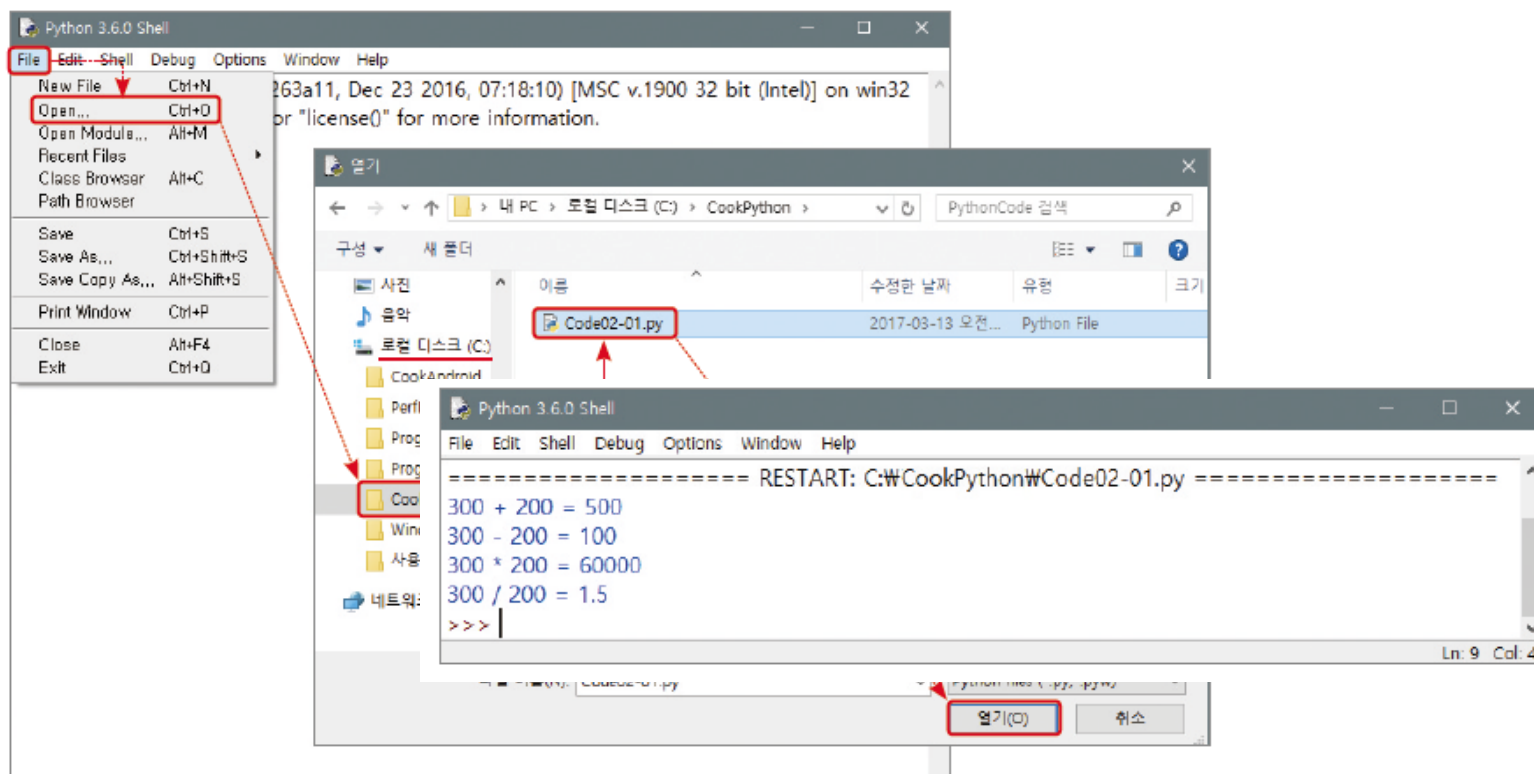 Python 3.6.0 Shell
File Edit Shell Debug Options Window Help
263a11, Dec 23 2016, 07:18:10) [MSC v.1900 32 bit (Intel)] on win32
or "license()" for more information.
New File Ctrl+N
Open... Ctrl+O
Open Module... Alt+M
Recent Files
Class Browser Alt+C
Path Browser
Save Ctrl+S
Save As... Ctrl+Shift+S
Save Copy As... Alt+Shift+S
Print Window Ctrl+P
Close Alt+F4
Exit Ctrl+Q
열기
내 PC > 로컬 디스크 (C:) > CookPython >
PythonCode 검색
구성 새 폴더
이름 수정한 날짜 유형 크기
사진
음악
로컬 디스크 (C:)
CookAndroid
Perfl
Prog
Prog
Coo
Win
사용
네트워크
Code02-01.py 2017-03-13 오전... Python File
Python 3.6.0 Shell
File Edit Shell Debug Options Window Help
==================== RESTART: C:₩CookPython₩Code02-01.py ====================
300 + 200 = 500
300 - 200 = 100
300 * 200 = 60000
300 / 200 = 1.5
>>>
Ln: 9 Col: 4
Code02-01.py
Python files (*.py, *.pyw)
열기(O) 취소